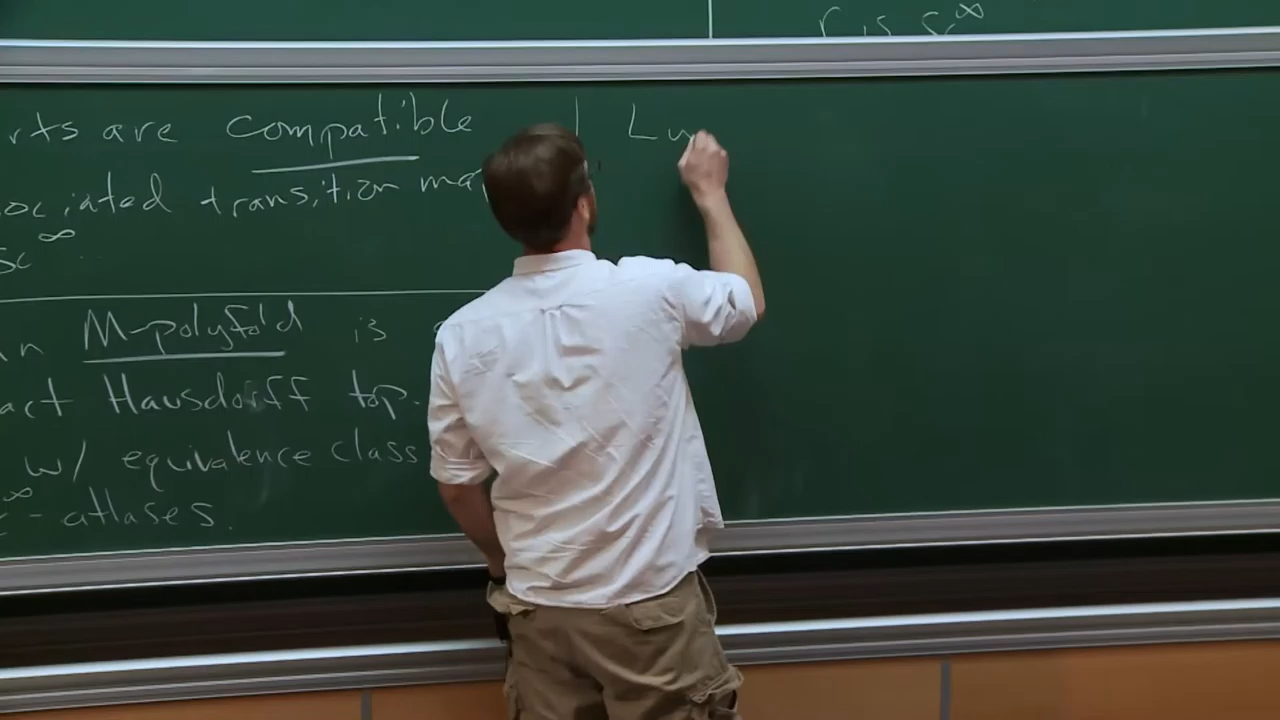 r is sc^∞
rts are compatible
ociated transition ma
sc^∞.
n M-polyfold is
act Hausdorff top.
w/ equivalence class
^∞-atlases.
L